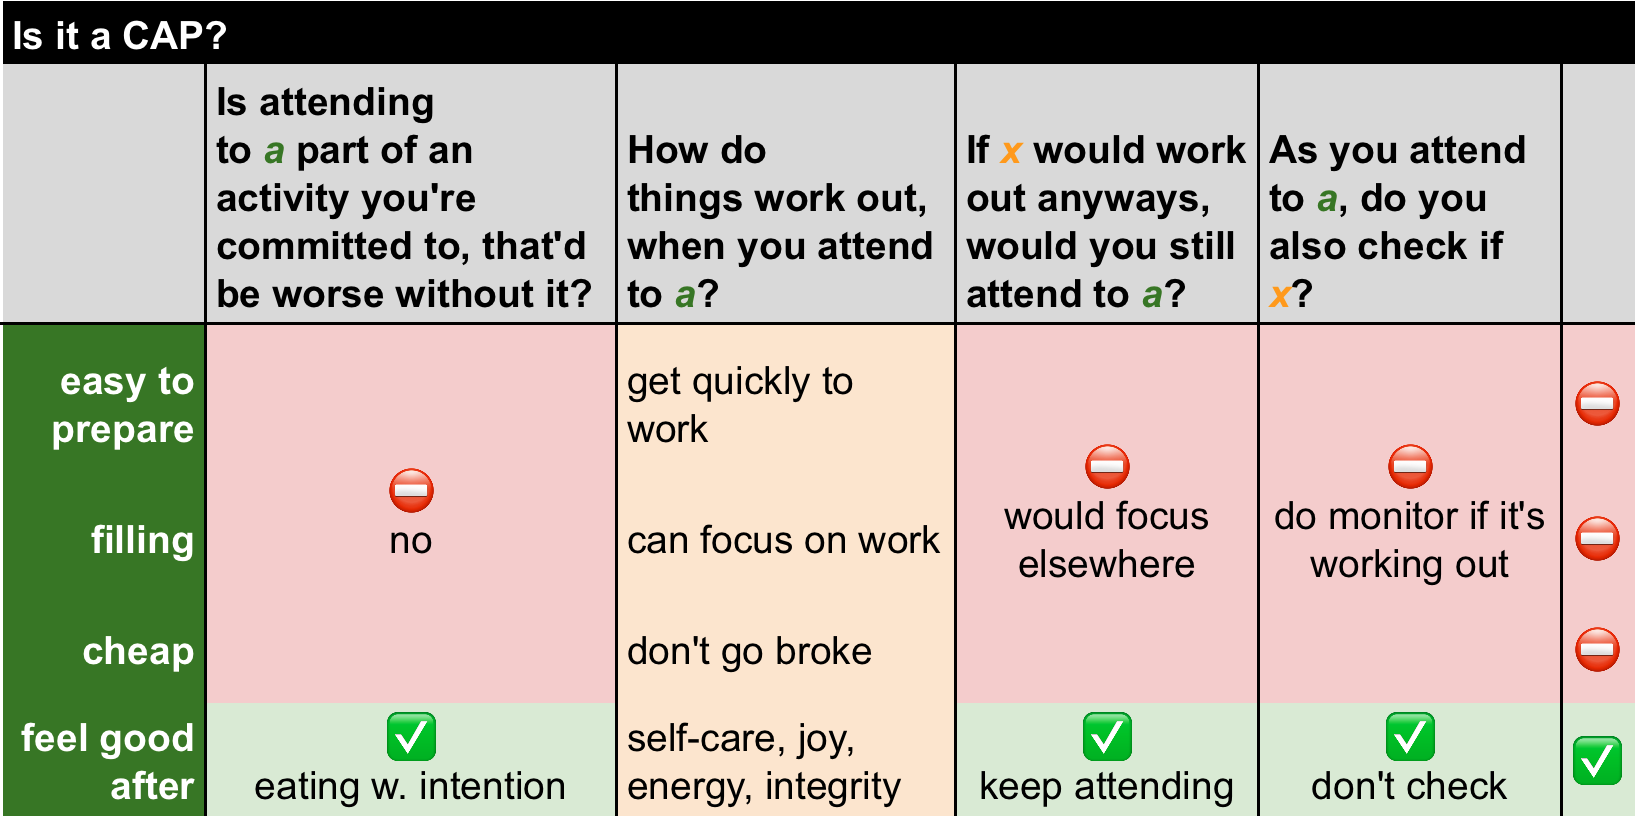 Is it a CAP?
Is attending
to a part of an
activity you're
committed to, that'd
be worse without it?
How do
things work out,
when you attend
to a?
If x would work
out anyways,
would you still
attend to a?
As you attend
to a, do you
also check if
x?
easy to
prepare
get quickly to
work
filling
no
can focus on work
would focus
elsewhere
do monitor if it's
working out
cheap
don't go broke
feel good
after
eating w. intention
self-care, joy,
energy, integrity
keep attending
don't check